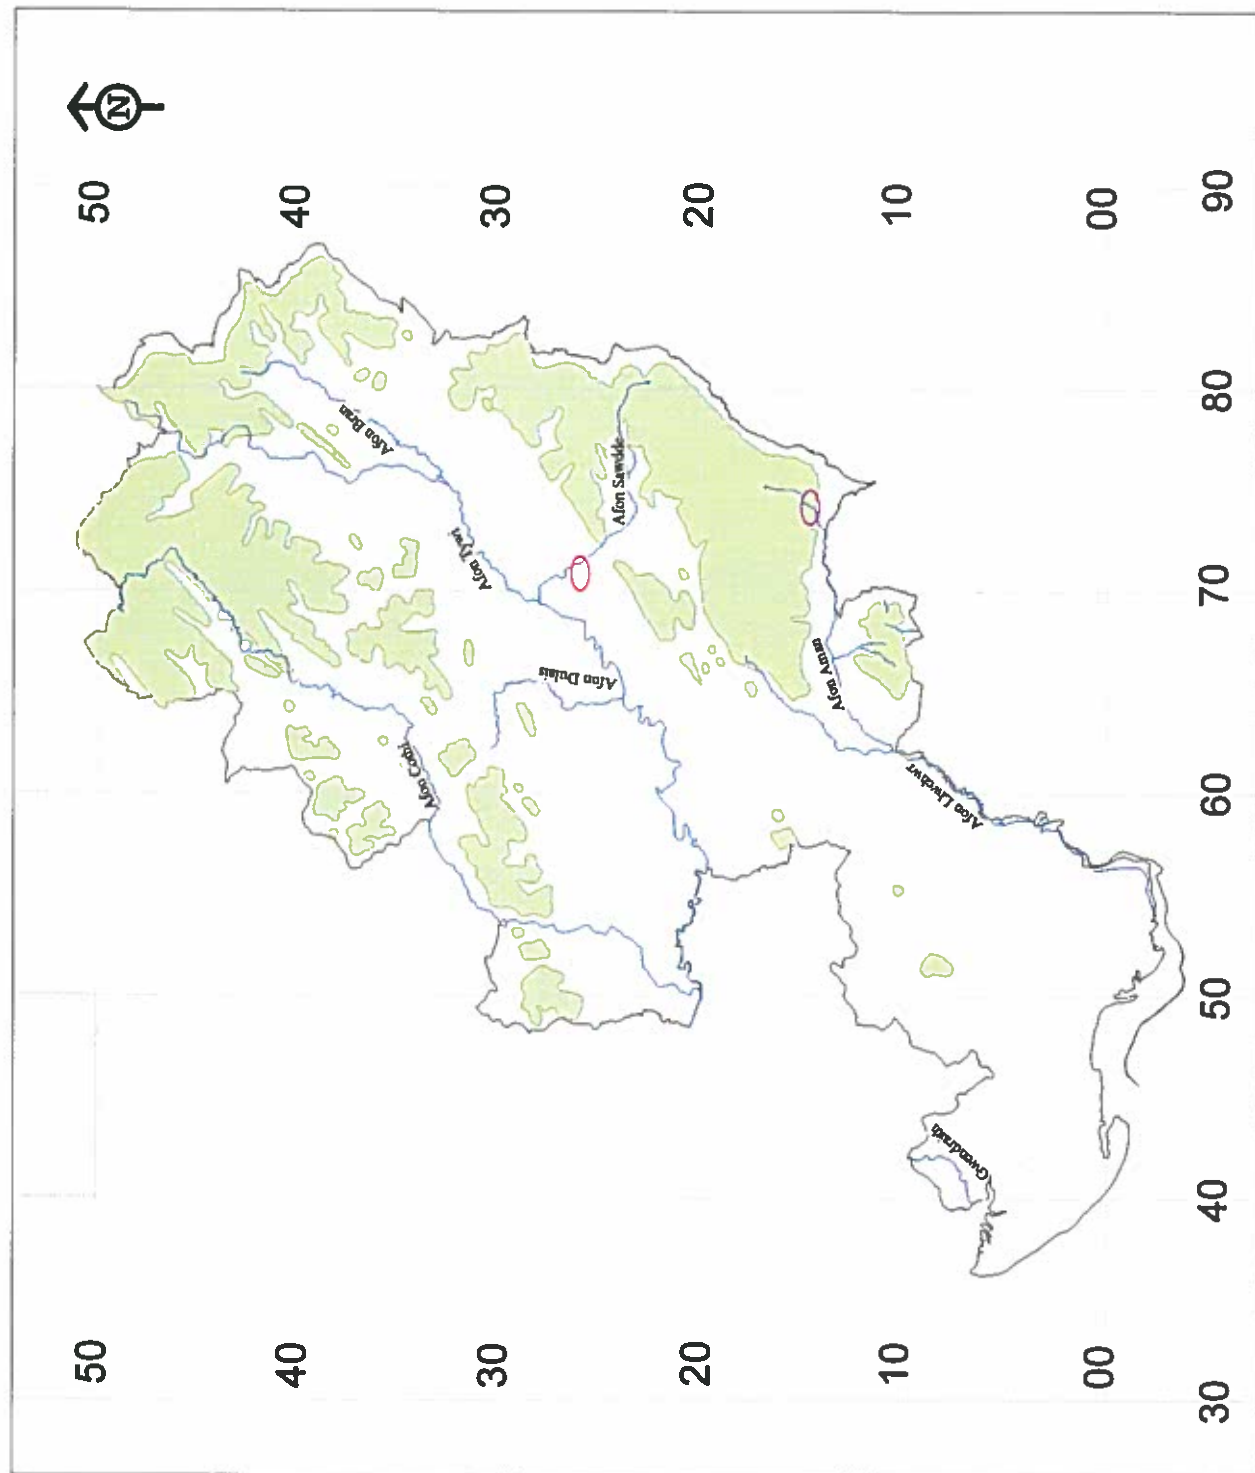 N
50 50
40 40
Afon Bran
Afon Cothi
Afon Tywi
30 30
Afon Dulais
Afon Sawdde
20 20
Afon Aman
10 10
Afon Llwchwr
Gwendraeth
00 00
30 40 50 60 70 80 90